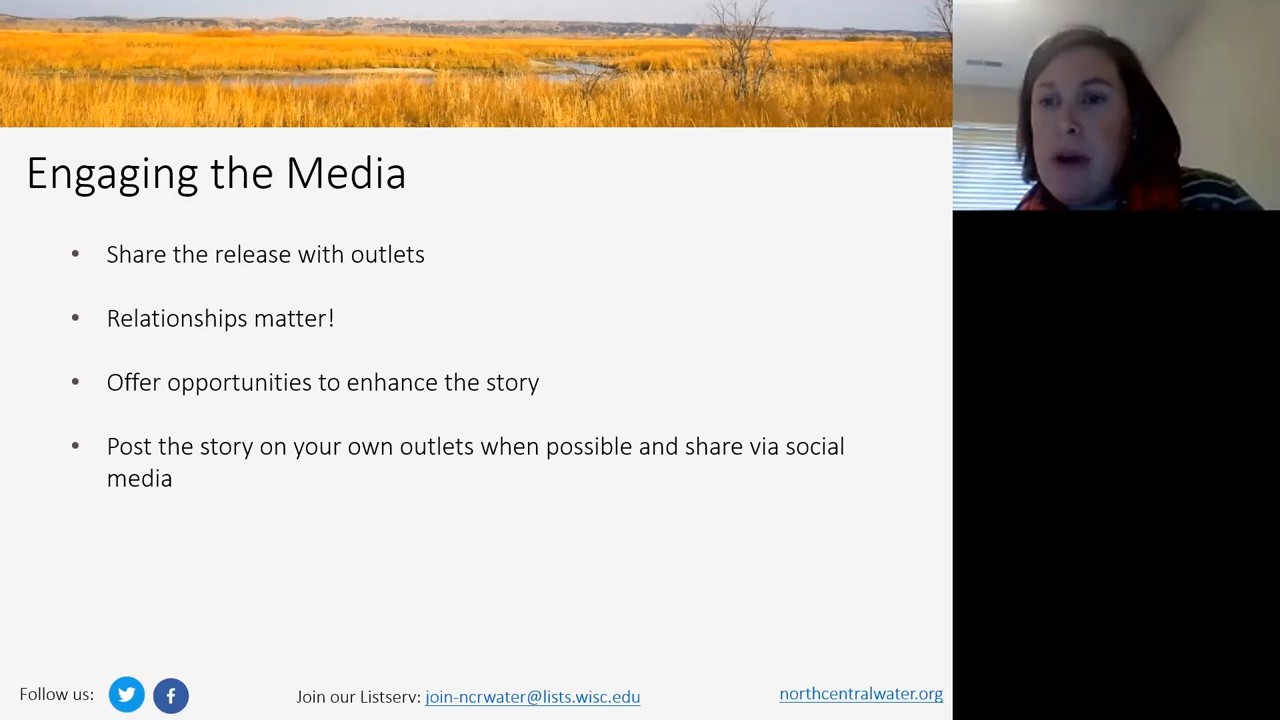 Engaging the Media
• Share the release with outlets
• Relationships matter!
• Offer opportunities to enhance the story
• Post the story on your own outlets when possible and share via social
media
Follow us:
Join our Listserv: join-ncrwater@lists.wisc.edu
northcentralwater.org